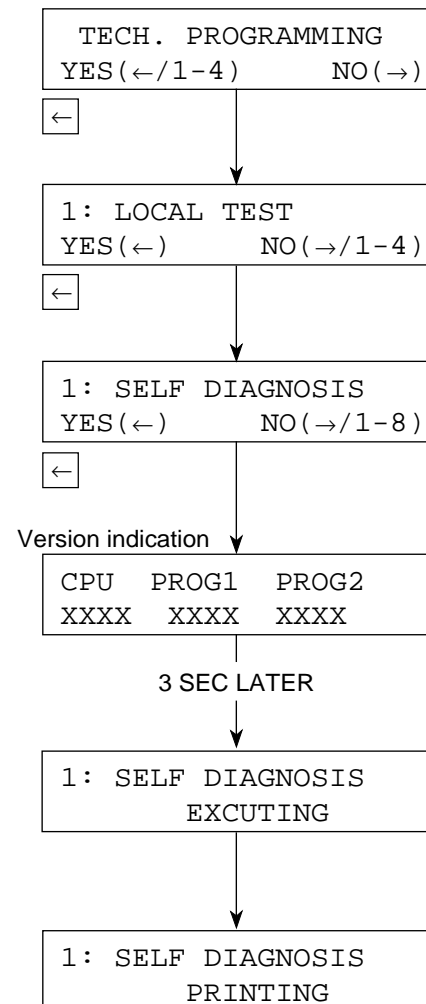 TECH. PROGRAMMING
YES(←/1-4) NO(→)
←
1: LOCAL TEST
YES(←) NO(→/1-4)
←
1: SELF DIAGNOSIS
YES(←) NO(→/1-8)
←
Version indication
CPU PROG1 PROG2
XXXX XXXX XXXX
3 SEC LATER
1: SELF DIAGNOSIS
EXCUTING
1: SELF DIAGNOSIS
PRINTING